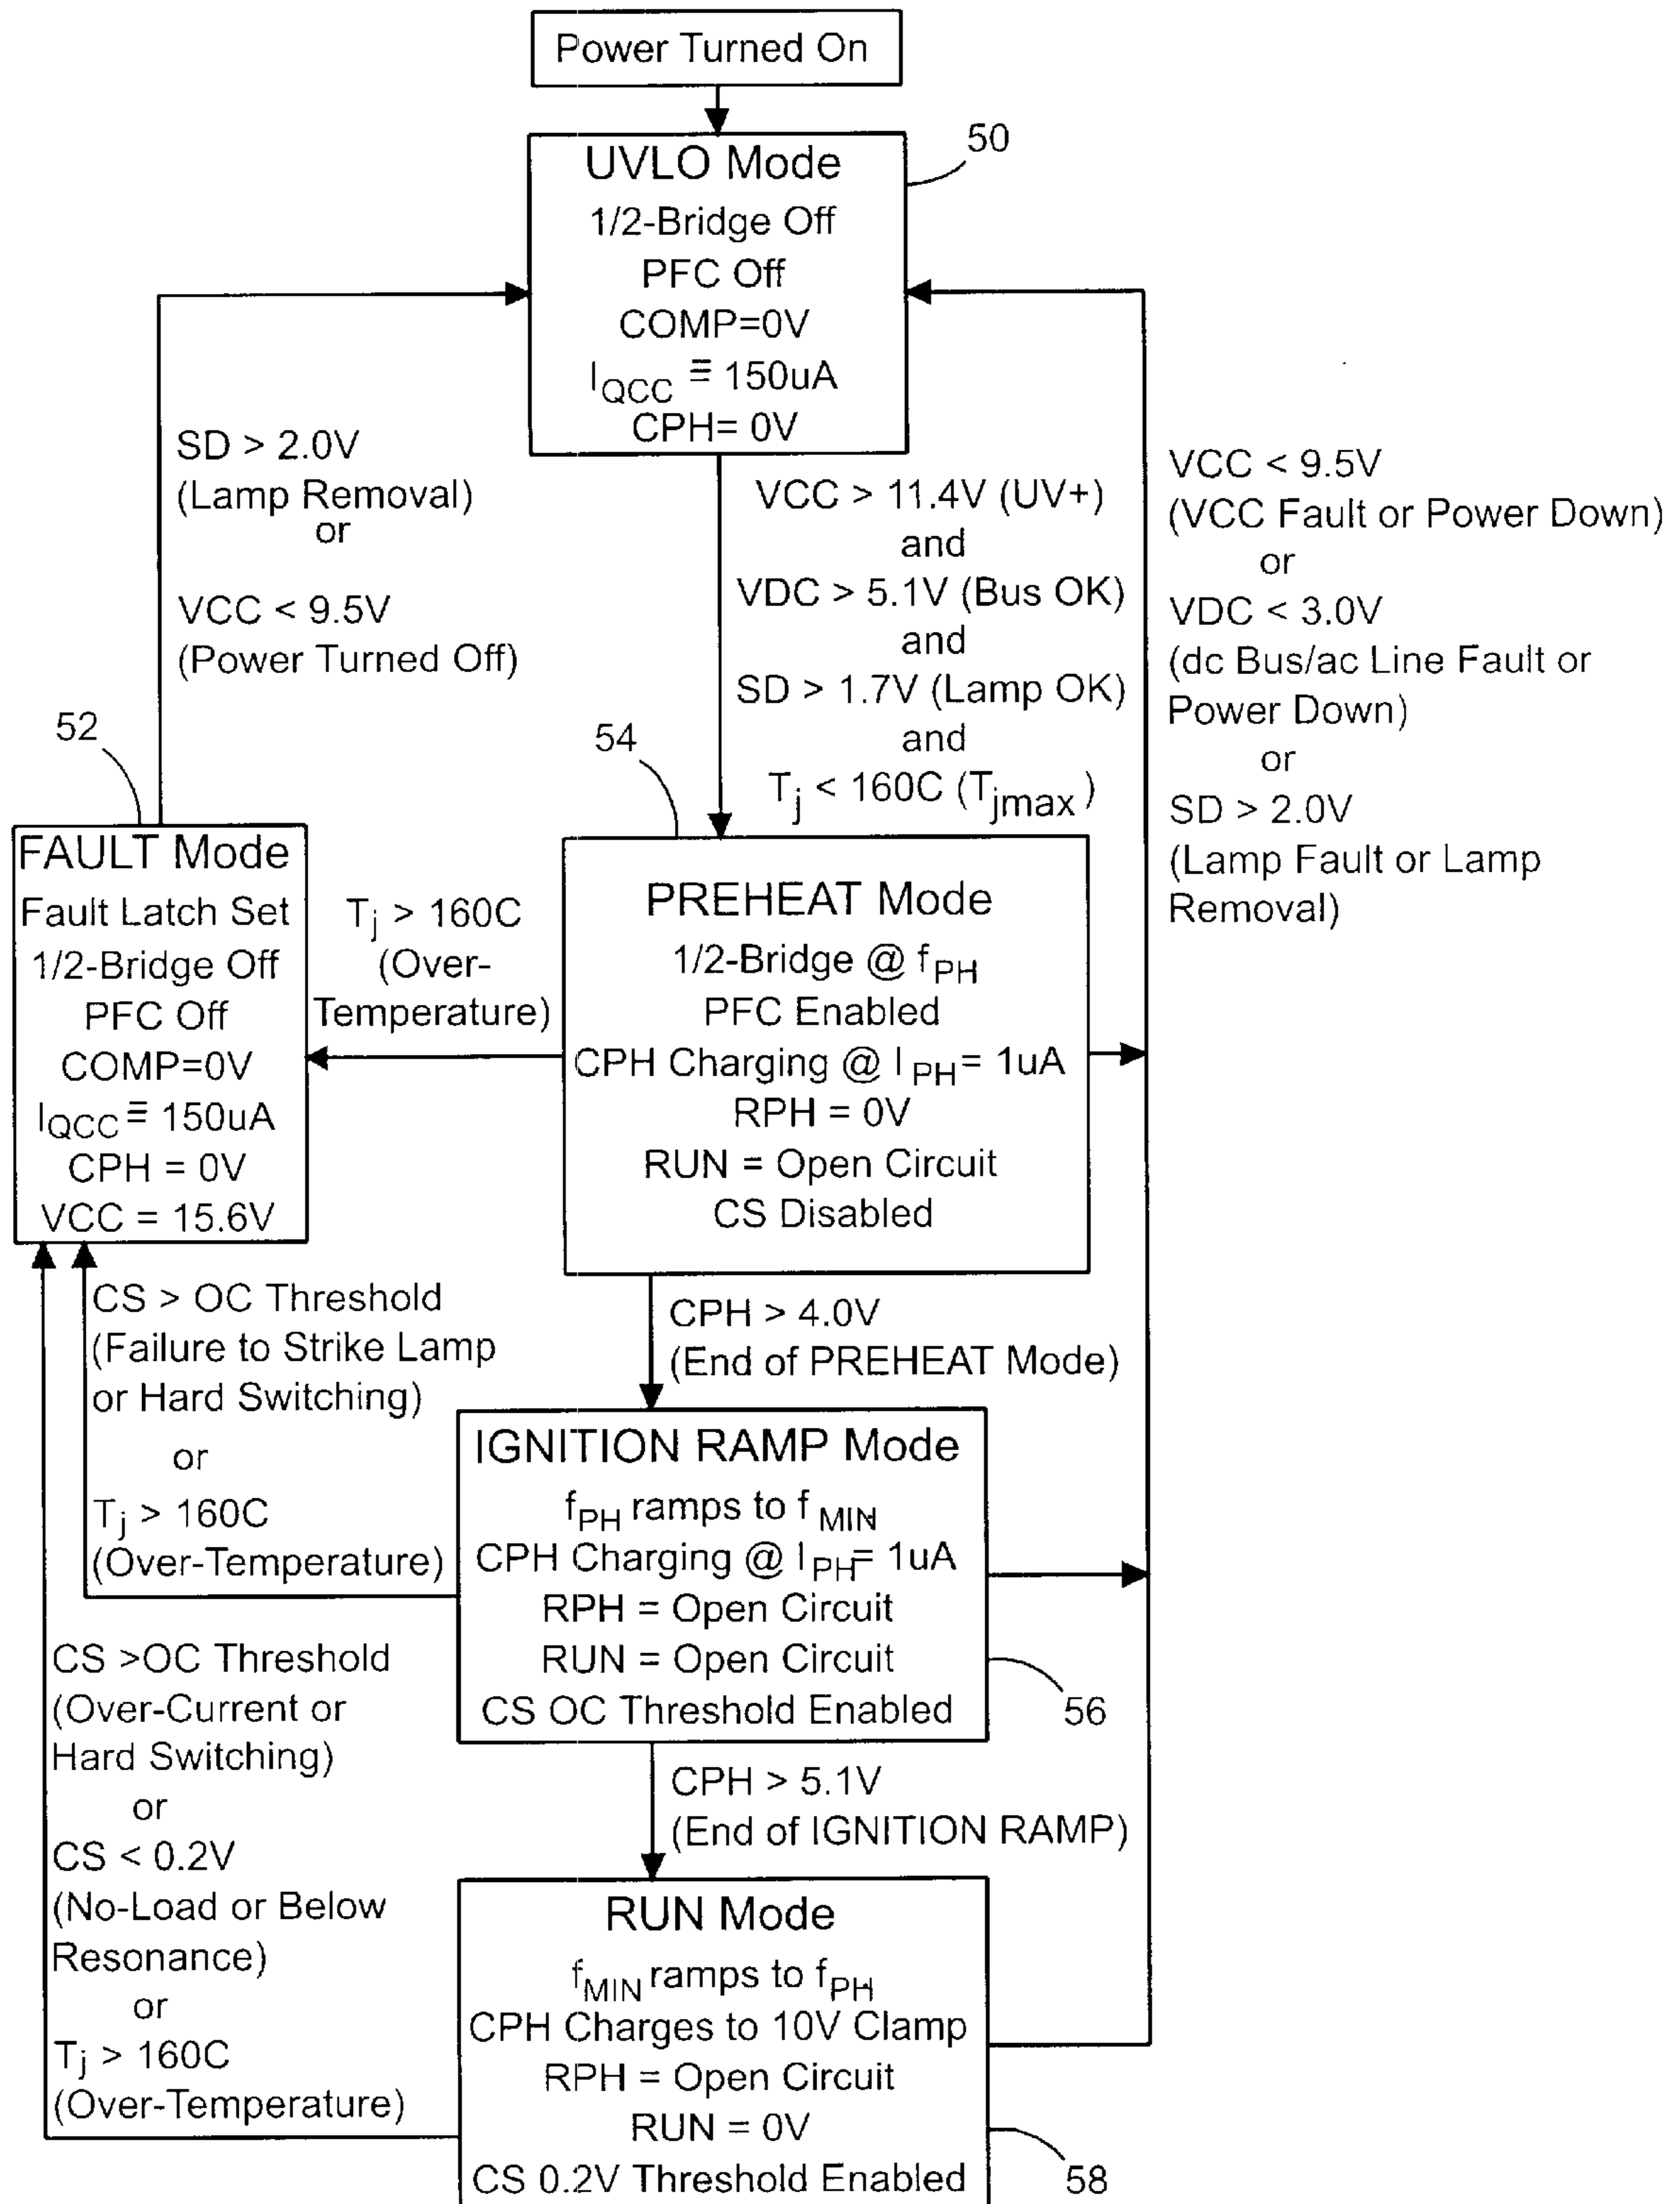 Power Turned On
50
UVLO Mode
1/2-Bridge Off
PFC Off
COMP=0V
IQCC ≡ 150uA
CPH= 0V
SD > 2.0V
(Lamp Removal)
or
VCC < 9.5V
(Power Turned Off)
VCC > 11.4V (UV+)
and
VDC > 5.1V (Bus OK)
and
SD > 1.7V (Lamp OK)
and
Tj < 160C (Tjmax)
VCC < 9.5V
(VCC Fault or Power Down)
or
VDC < 3.0V
(dc Bus/ac Line Fault or
Power Down)
or
SD > 2.0V
(Lamp Fault or Lamp
Removal)
52
FAULT Mode
Fault Latch Set
1/2-Bridge Off
PFC Off
COMP=0V
IQCC ≡ 150uA
CPH = 0V
VCC = 15.6V
Tj > 160C
(Over-
Temperature)
54
PREHEAT Mode
1/2-Bridge @ fPH
PFC Enabled
CPH Charging @ IPH = 1uA
RPH = 0V
RUN = Open Circuit
CS Disabled
CS > OC Threshold
(Failure to Strike Lamp
or Hard Switching)
or
Tj > 160C
(Over-Temperature)
CPH > 4.0V
(End of PREHEAT Mode)
IGNITION RAMP Mode
fPH ramps to fMIN
CPH Charging @ IPH = 1uA
RPH = Open Circuit
RUN = Open Circuit
CS OC Threshold Enabled
56
CS >OC Threshold
(Over-Current or
Hard Switching)
or
CS < 0.2V
(No-Load or Below
Resonance)
or
Tj > 160C
(Over-Temperature)
CPH > 5.1V
(End of IGNITION RAMP)
RUN Mode
fMIN ramps to fPH
CPH Charges to 10V Clamp
RPH = Open Circuit
RUN = 0V
CS 0.2V Threshold Enabled
58